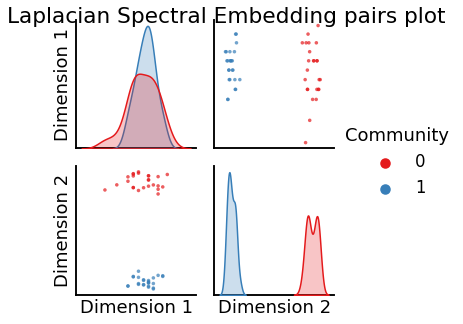 Laplacian Spectral Embedding pairs plot
Dimension 1
Community
0
1
Dimension 2
Dimension 1
Dimension 2